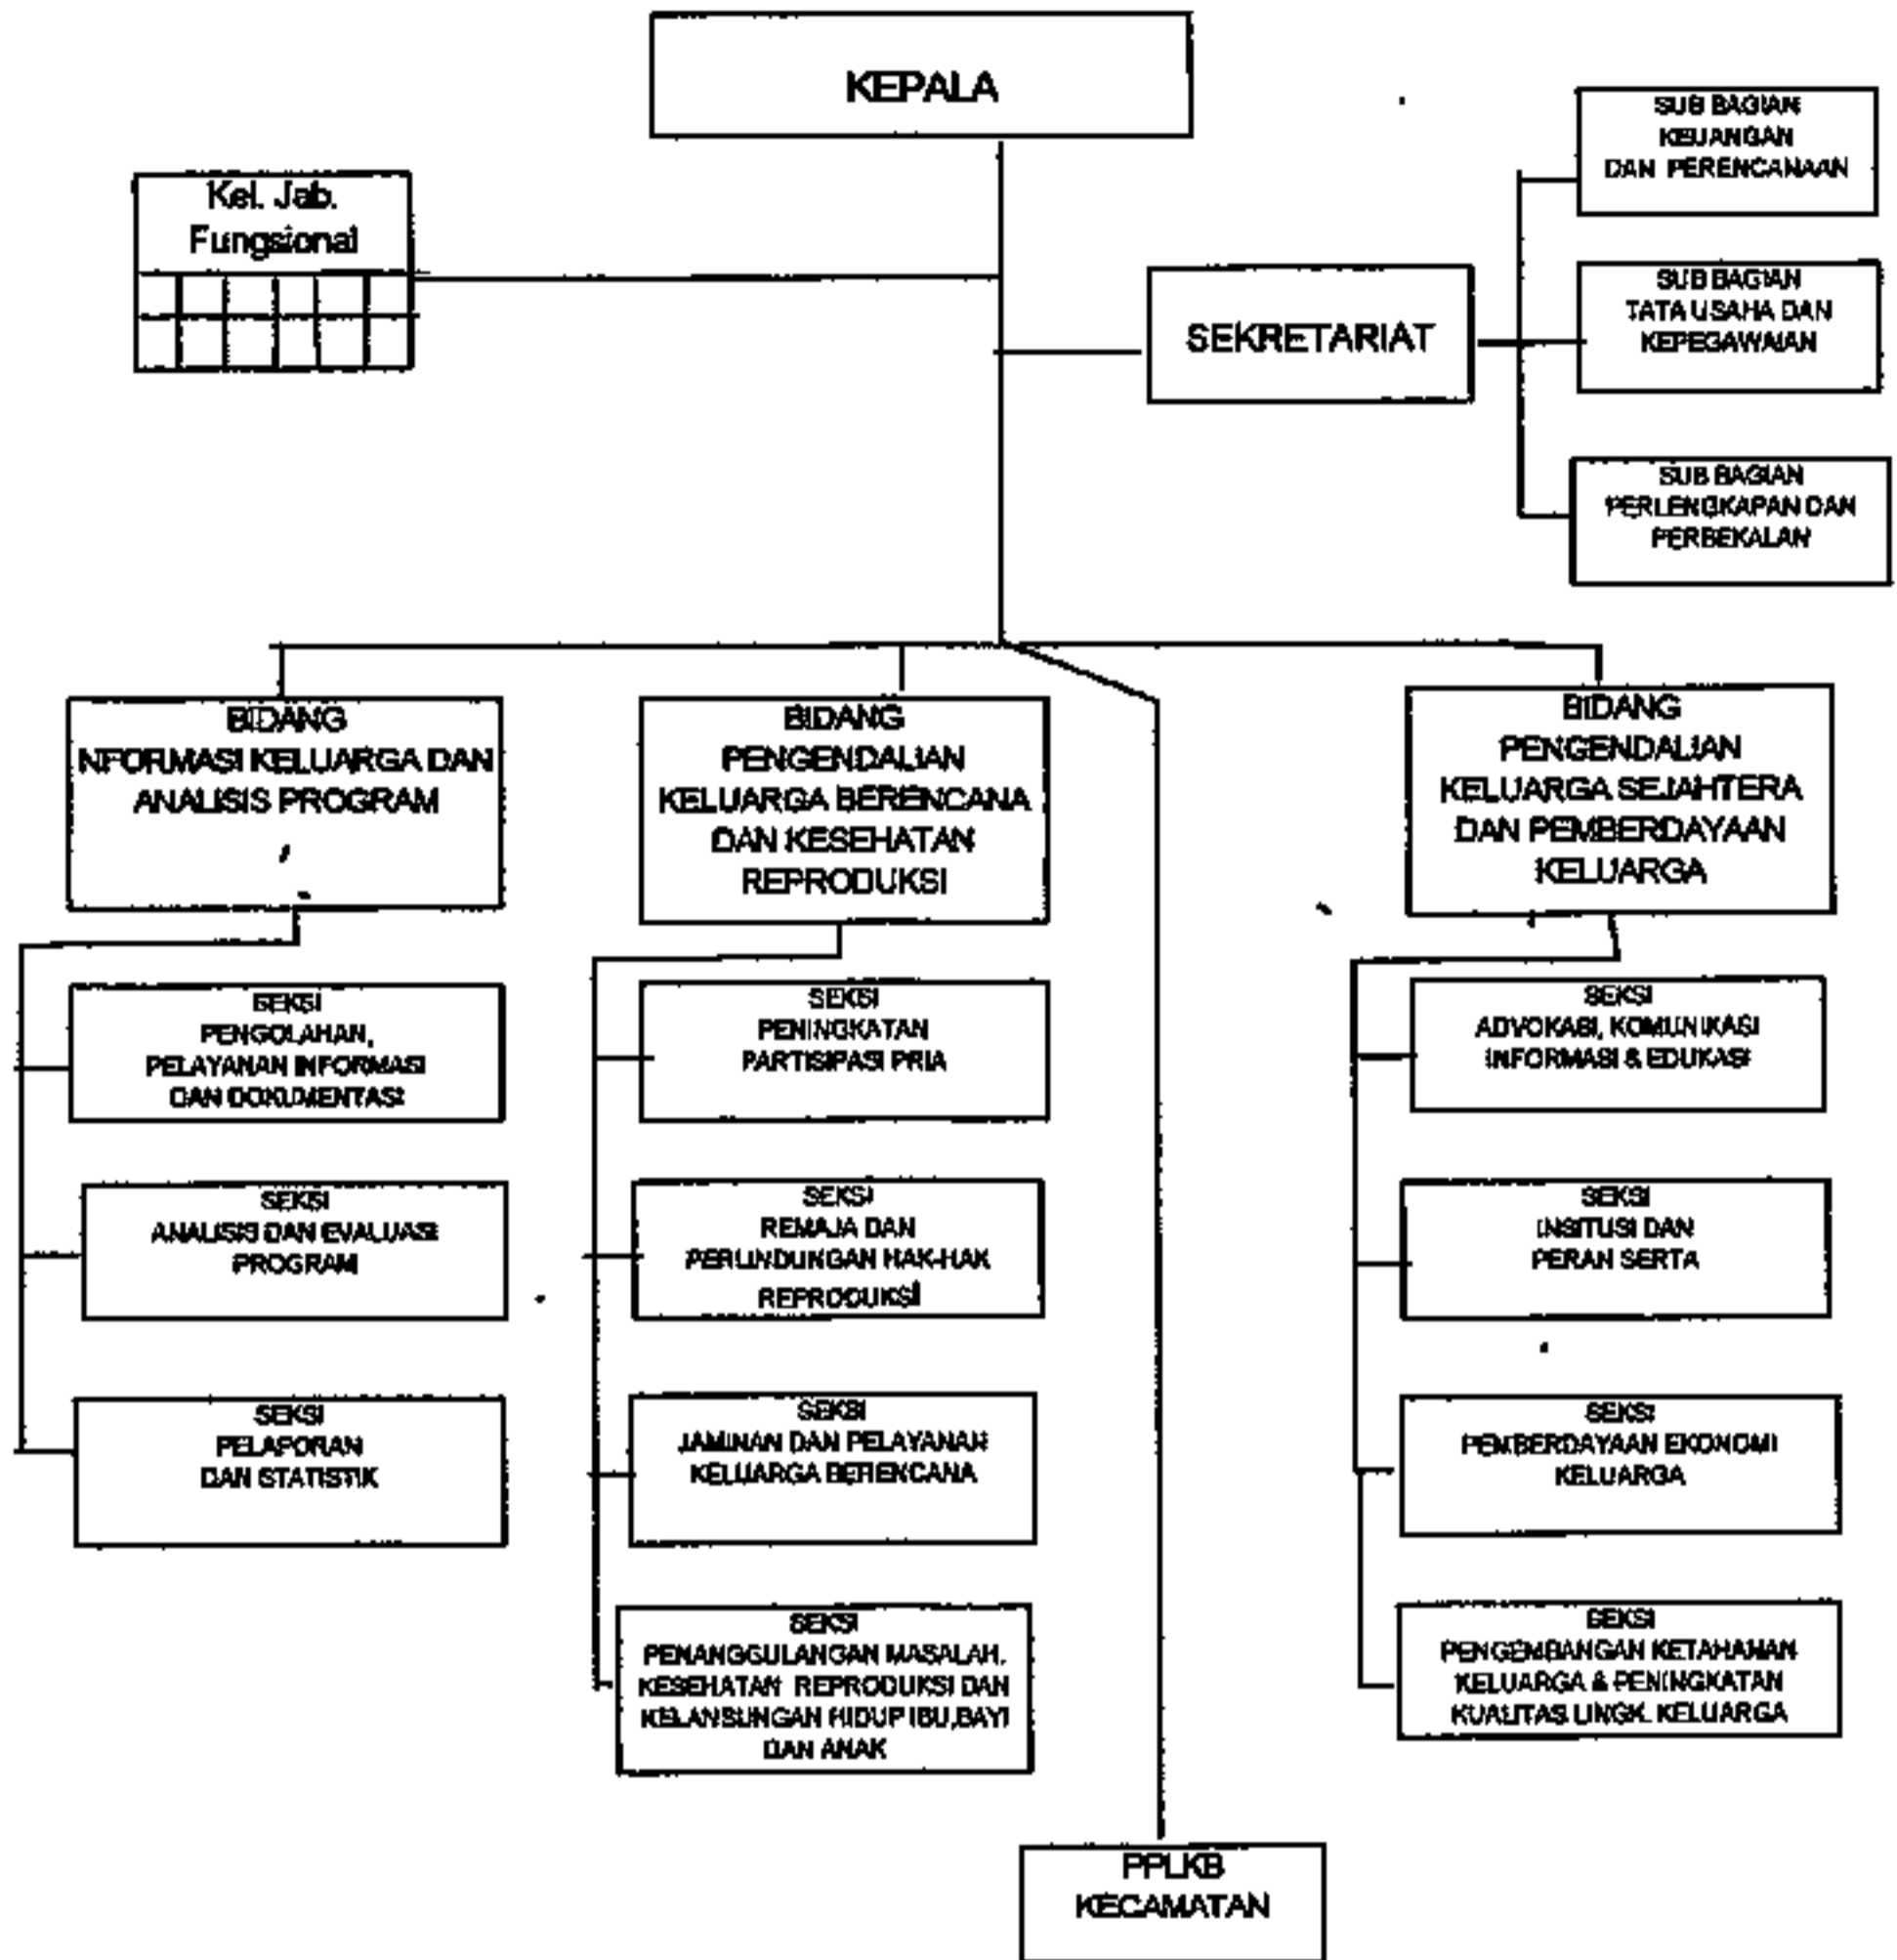 KEPALA
Kel. Jab.
Fungsional
SUB BAGIAN
KEUANGAN
DAN PERENCANAAN
SEKRETARIAT
SUB BAGIAN
TATA USAHA DAN
KEPEGAWAIAN
SUB BAGIAN
PERLENGKAPAN DAN
PERBEKALAN
BIDANG
NFORMASI KELUARGA DAN
ANALISIS PROGRAM
BIDANG
PENGENDALIAN
KELUARGA BERENCANA
DAN KESEHATAN
REPRODUKSI
BIDANG
PENGENDALIAN
KELUARGA SEJAHTERA
DAN PEMBERDAYAAN
KELUARGA
SEKSI
PENGOLAHAN,
PELAYANAN INFORMASI
DAN DOKUMENTASI
SEKSI
ANALISIS DAN EVALUASI
PROGRAM
SEKSI
PELAPORAN
DAN STATISTIK
SEKSI
PENINGKATAN
PARTISIPASI PRIA
SEKSI
REMAJA DAN
PERLINDUNGAN HAK-HAK
REPRODUKSI
SEKSI
JAMINAN DAN PELAYANAN
KELUARGA BERENCANA
SEKSI
PENANGGULANGAN MASALAH,
KESEHATAN REPRODUKSI DAN
KELANSUNGAN HIDUP IBU,BAYI
DAN ANAK
SEKSI
ADVOKASI, KOMUNIKASI
INFORMASI & EDUKASI
SEKSI
INSITUSI DAN
PERAN SERTA
SEKSI
PEMBERDAYAAN EKONOMI
KELUARGA
SEKSI
PENGEMBANGAN KETAHANAN
KELUARGA & PENINGKATAN
KUALITAS LINGK. KELUARGA
PPLKB
KECAMATAN